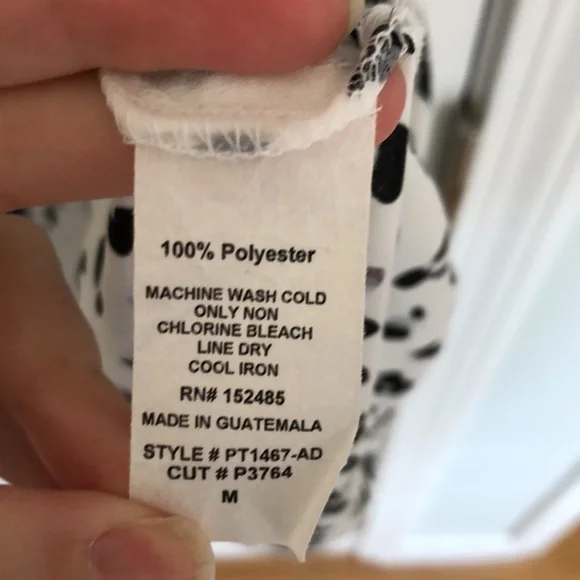 100% Polyester
MACHINE WASH COLD
ONLY NON
CHLORINE BLEACH
LINE DRY
COOL IRON
RN# 152485
MADE IN GUATEMALA
STYLE # PT1467-AD
CUT # P3764
M